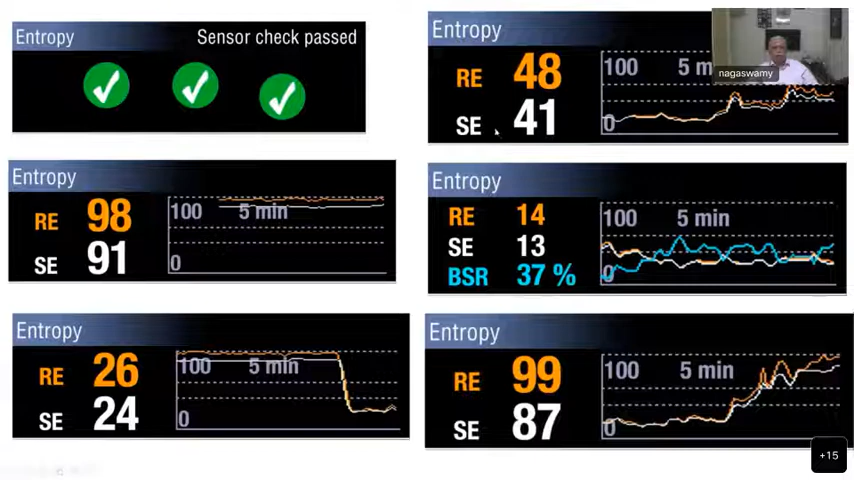 Entropy Sensor check passed
Entropy
RE 98
SE 91
100 5 min
0
Entropy
RE 26
SE 24
100 5 min
0
Entropy
RE 48
SE 41
100 5 m
0
nagaswamy
Entropy
RE 14
SE 13
BSR 37 %
100 5 min
0
Entropy
RE 99
SE 87
100 5 min
0
+15